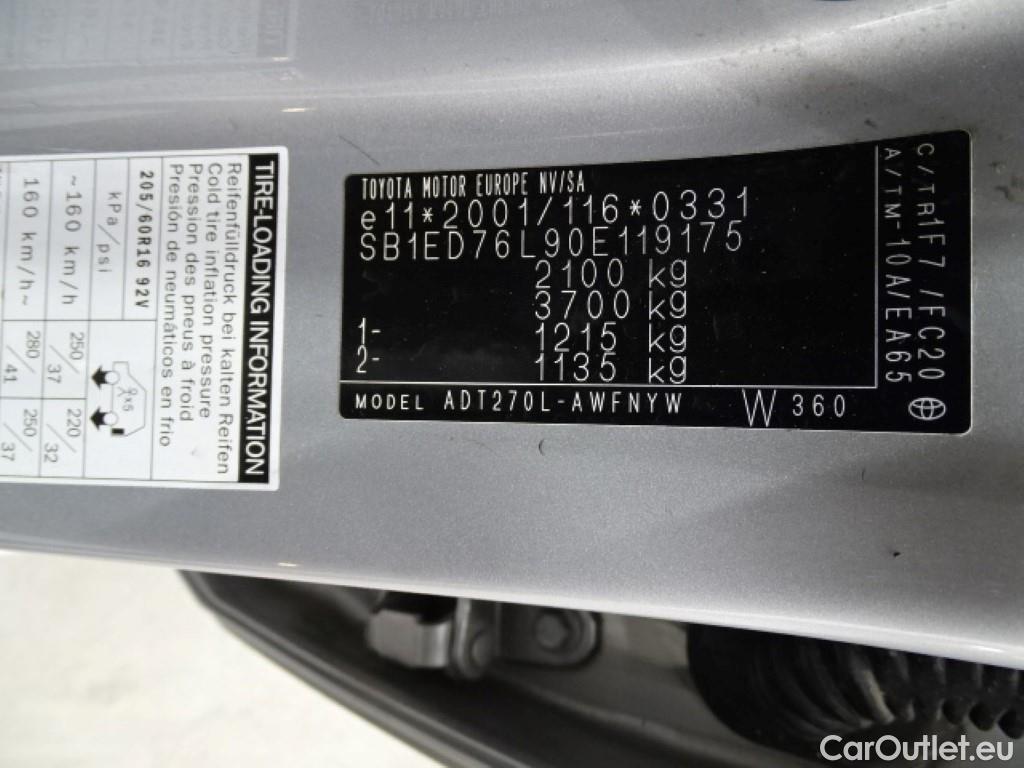 TOYOTA MOTOR EUROPE NV/SA
e11*2001/116*0331
SB1ED76L90E119175
2100 kg
3700 kg
1- 1215 kg
2- 1135 kg
MODEL ADT270L-AWFNYW W 360
C/TR1F7 /FC20
A/TM-10A/EA65
TIRE-LOADING INFORMATION
Reifenfülldruck bei kalten Reifen
Cold tire inflation pressure
Pression des pneus à froid
Presión de neumáticos en frio
205/60R16 92V
kPa/psi
x5
~160 km/h 250/37 220/32
160 km/h~ 280/41 250/37
CarOutlet.eu